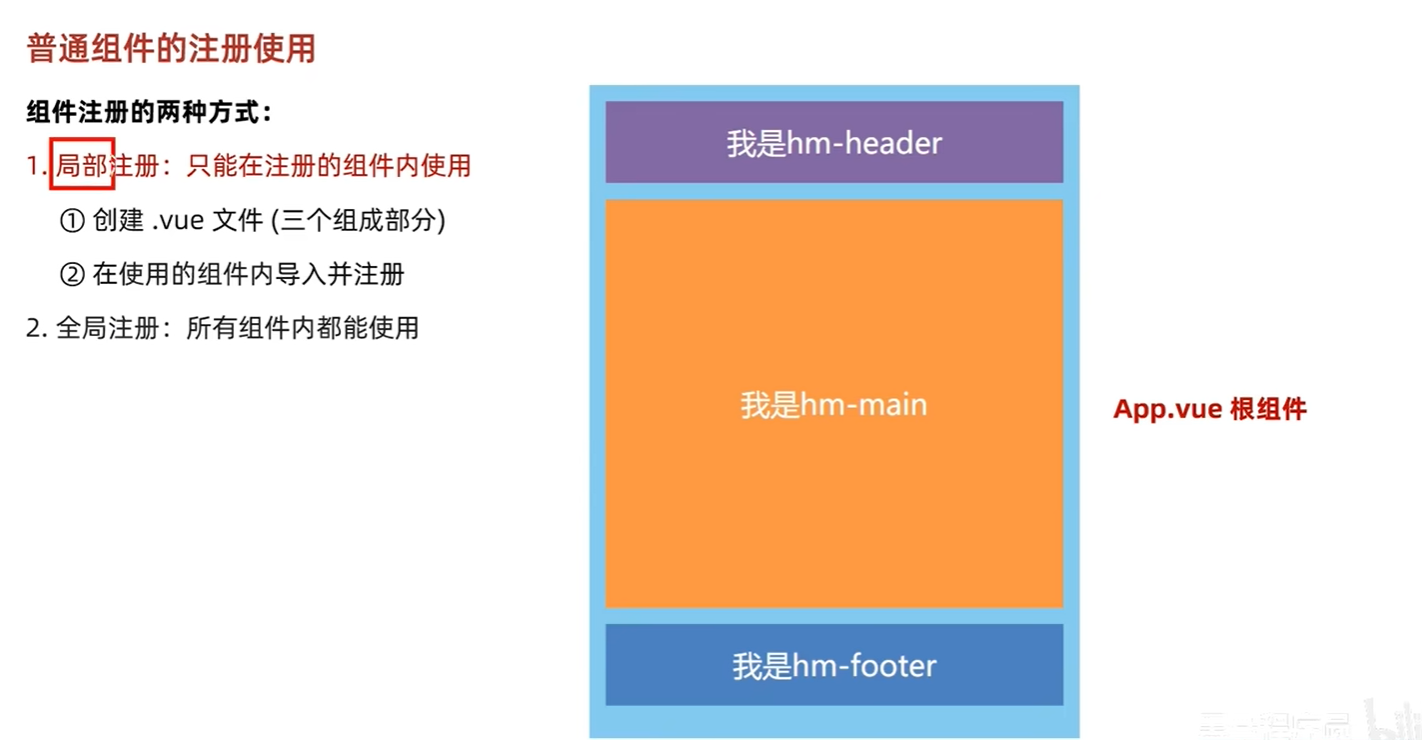 普通组件的注册使用
组件注册的两种方式：
1. 局部注册：只能在注册的组件内使用
① 创建 .vue 文件 (三个组成部分)
② 在使用的组件内导入并注册
2. 全局注册：所有组件内都能使用
我是hm-header
我是hm-main
我是hm-footer
App.vue 根组件